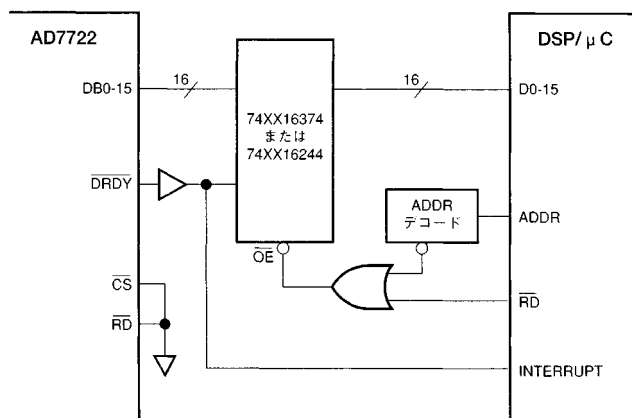 AD7722
DSP/μC
DB0-15
16
74XX16374
または
74XX16244
16
D0-15
DRDY
ADDR
デコード
ADDR
OE
CS
RD
RD
INTERRUPT